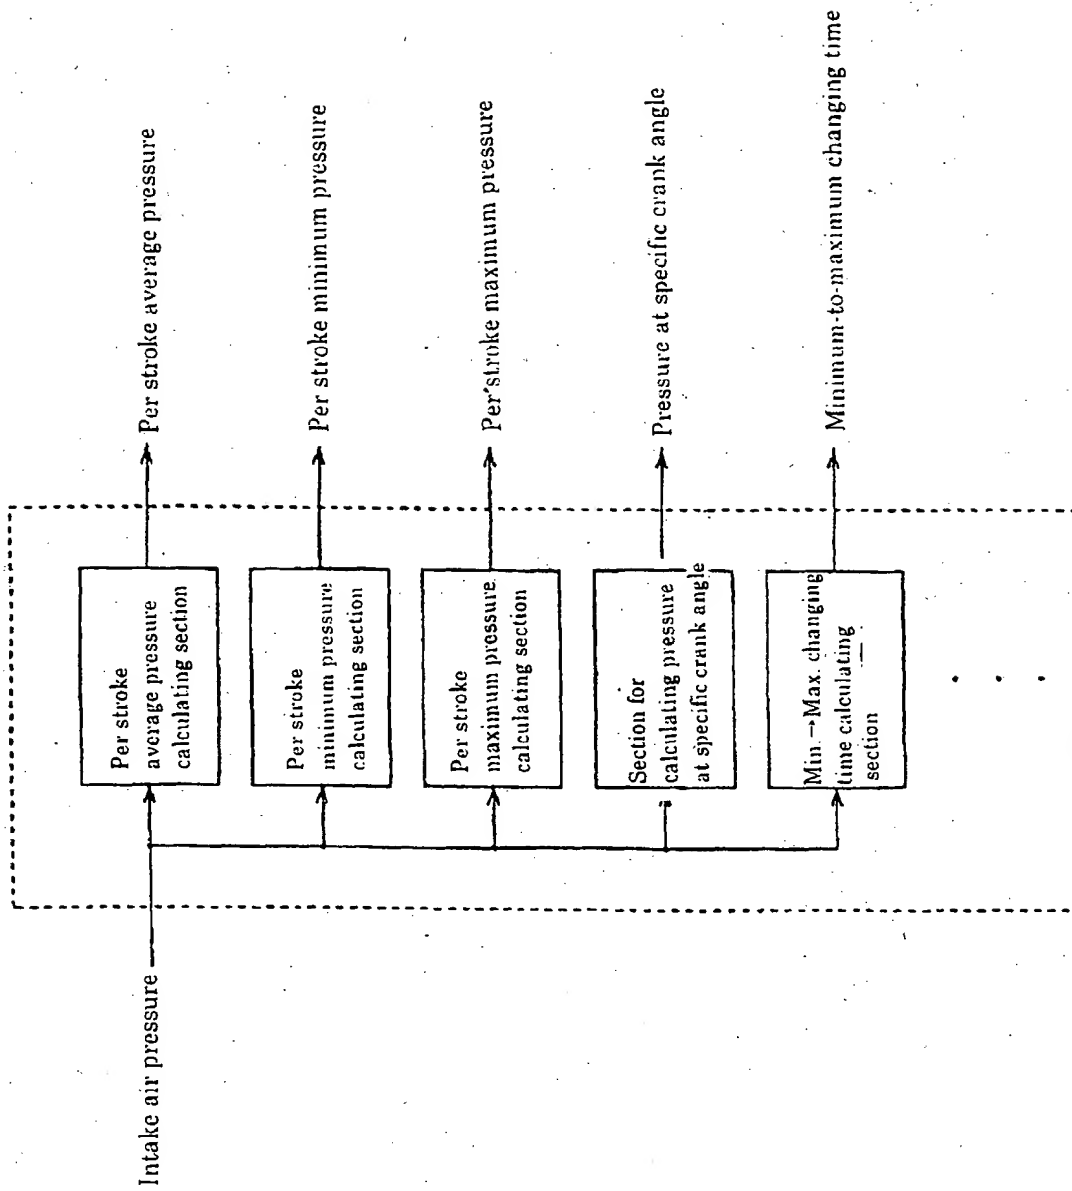 Intake air pressure
Per stroke
average pressure
calculating section
Per stroke average pressure
Per stroke
minimum pressure
calculating section
Per stroke minimum pressure
Per stroke
maximum pressure
calculating section
Per stroke maximum pressure
Section for
calculating pressure
at specific crank angle
Pressure at specific crank angle
Min.→Max. changing
time calculating
section
Minimum-to-maximum changing time